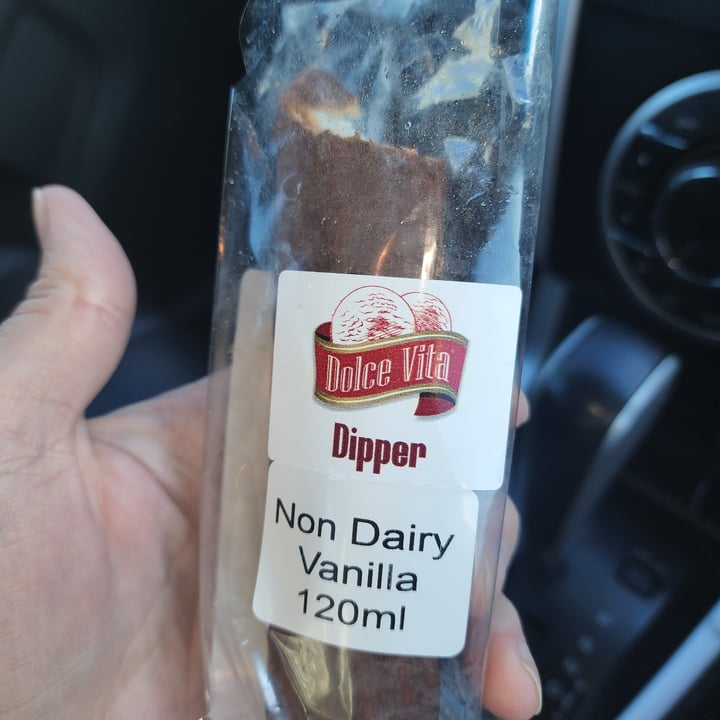 Dolce Vita
Dipper
Non Dairy
Vanilla
120ml